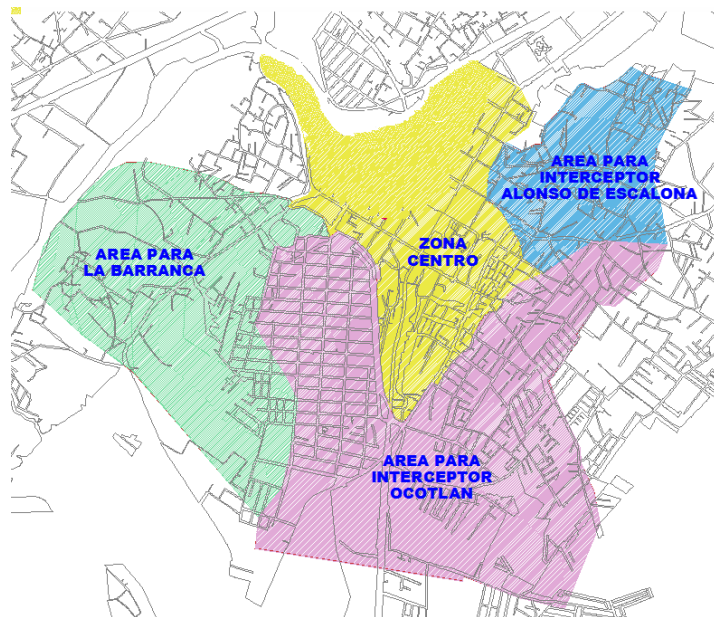 AREA PARA
INTERCEPTOR
ALONSO DE ESCALONA
ZONA
CENTRO
AREA PARA
LA BARRANCA
AREA PARA
INTERCEPTOR
OCOTLAN